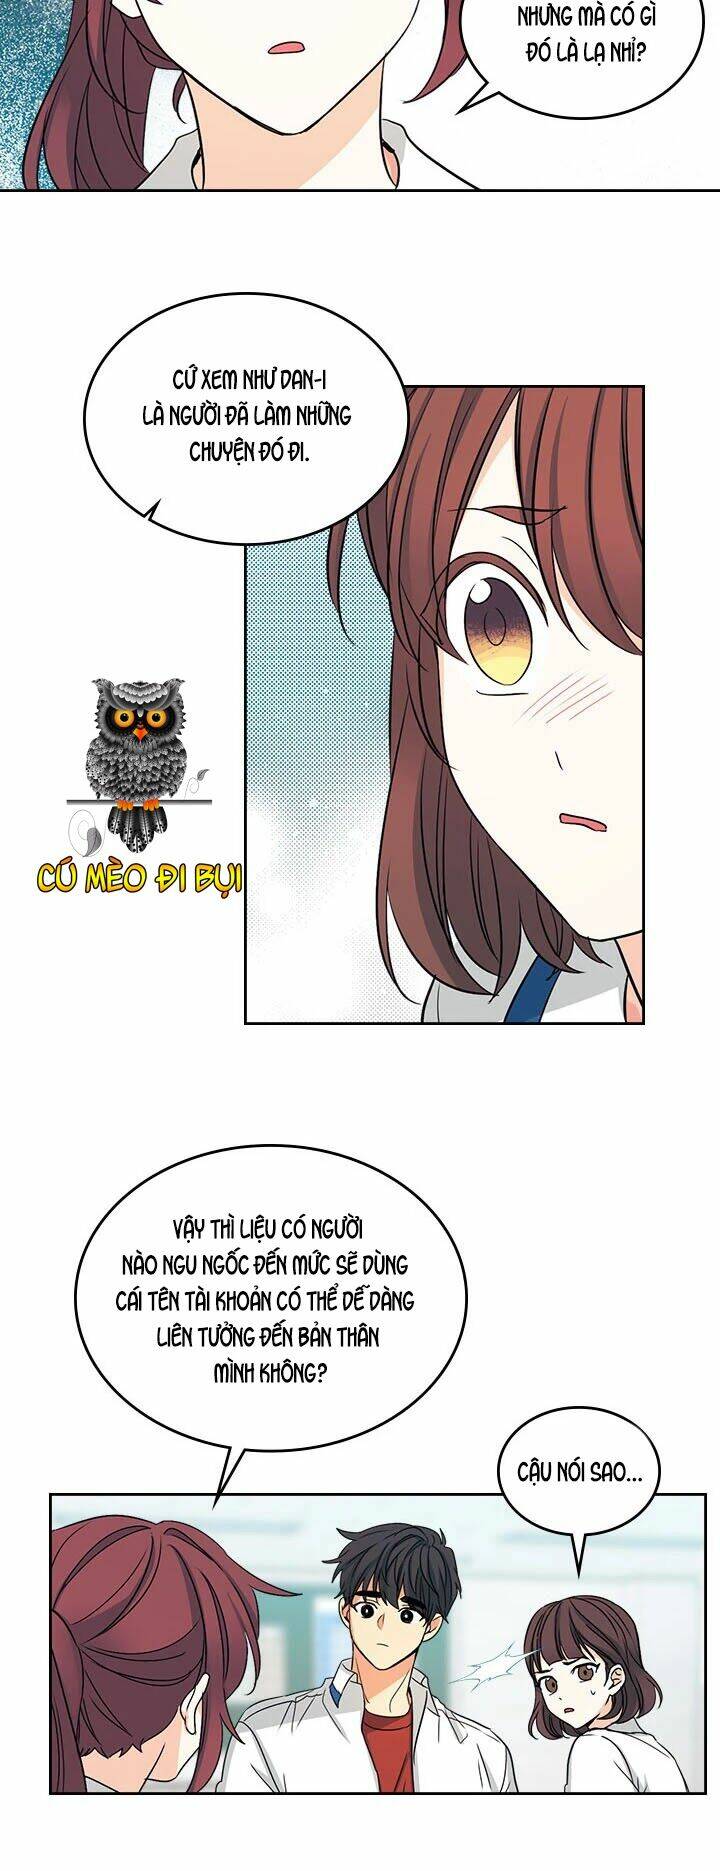 NHƯNG MÀ CÓ GÌ
ĐÓ LÀ LẠ NHỈ?
CỨ XEM NHƯ DAN-I
LÀ NGƯỜI ĐÃ LÀM NHỮNG
CHUYỆN ĐÓ ĐI.
CÚ MÈO ĐI BỤI
VẬY THÌ LIỆU CÓ NGƯỜI
NÀO NGU NGỐC ĐẾN MỨC SẼ DÙNG
CÁI TÊN TÀI KHOẢN CÓ THỂ DỄ DÀNG
LIÊN TƯỞNG ĐẾN BẢN THÂN
MÌNH KHÔNG?
CẬU NÓI SAO...